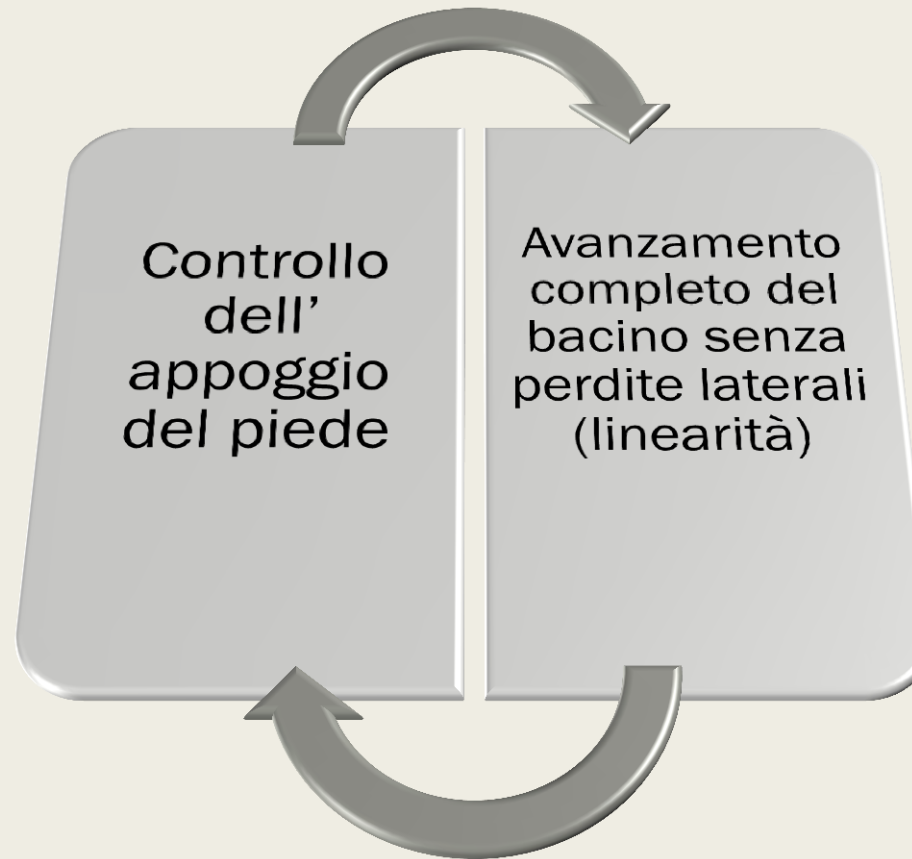 Controllo
dell'
appoggio
del piede
Avanzamento
completo del
bacino senza
perdite laterali
(linearità)